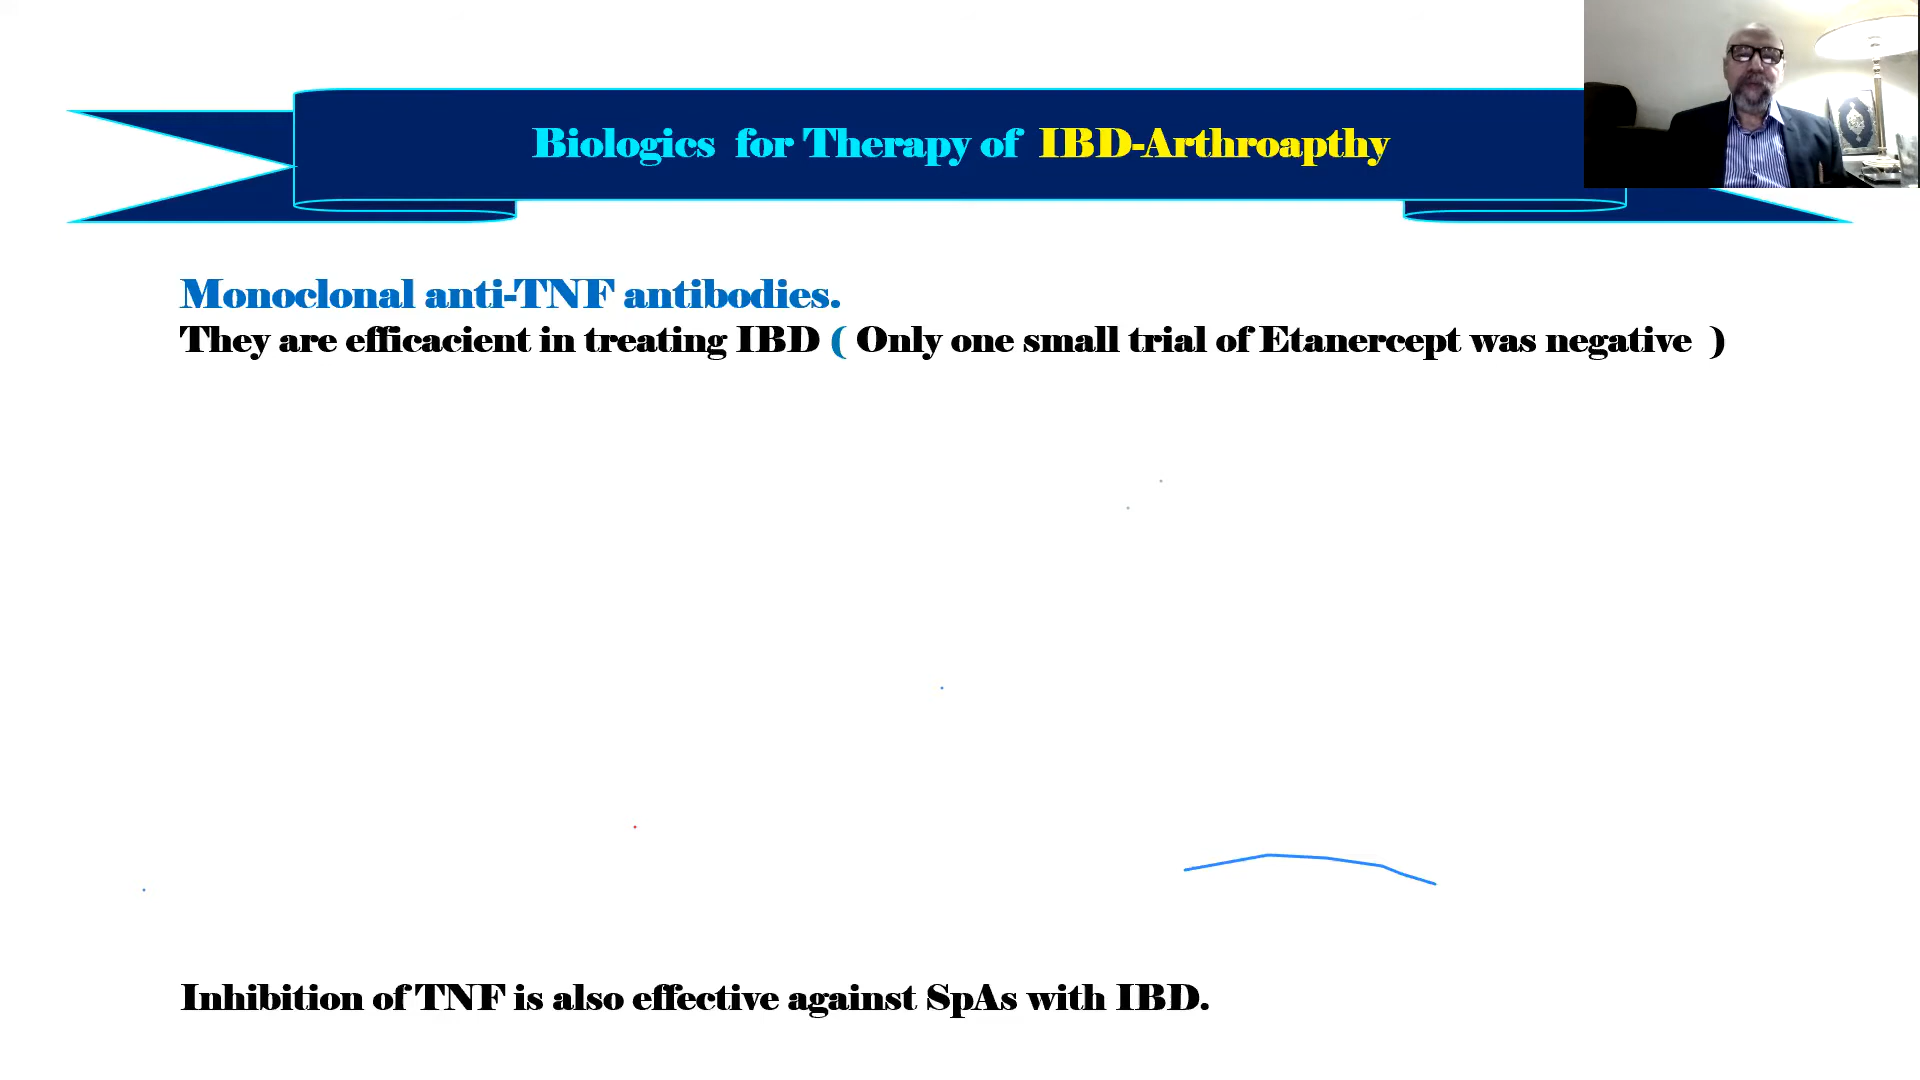 Biologics for Therapy of IBD-Arthroapthy
Monoclonal anti-TNF antibodies.
They are efficacient in treating IBD ( Only one small trial of Etanercept was negative )
Inhibition of TNF is also effective against SpAs with IBD.